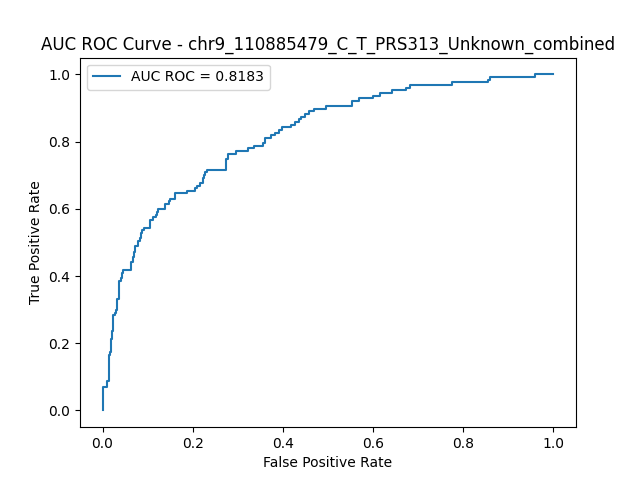 AUC ROC Curve - chr9_110885479_C_T_PRS313_Unknown_combined
AUC ROC = 0.8183
1.0
0.8
0.6
0.4
0.2
0.0
True Positive Rate
0.0 0.2 0.4 0.6 0.8 1.0
False Positive Rate